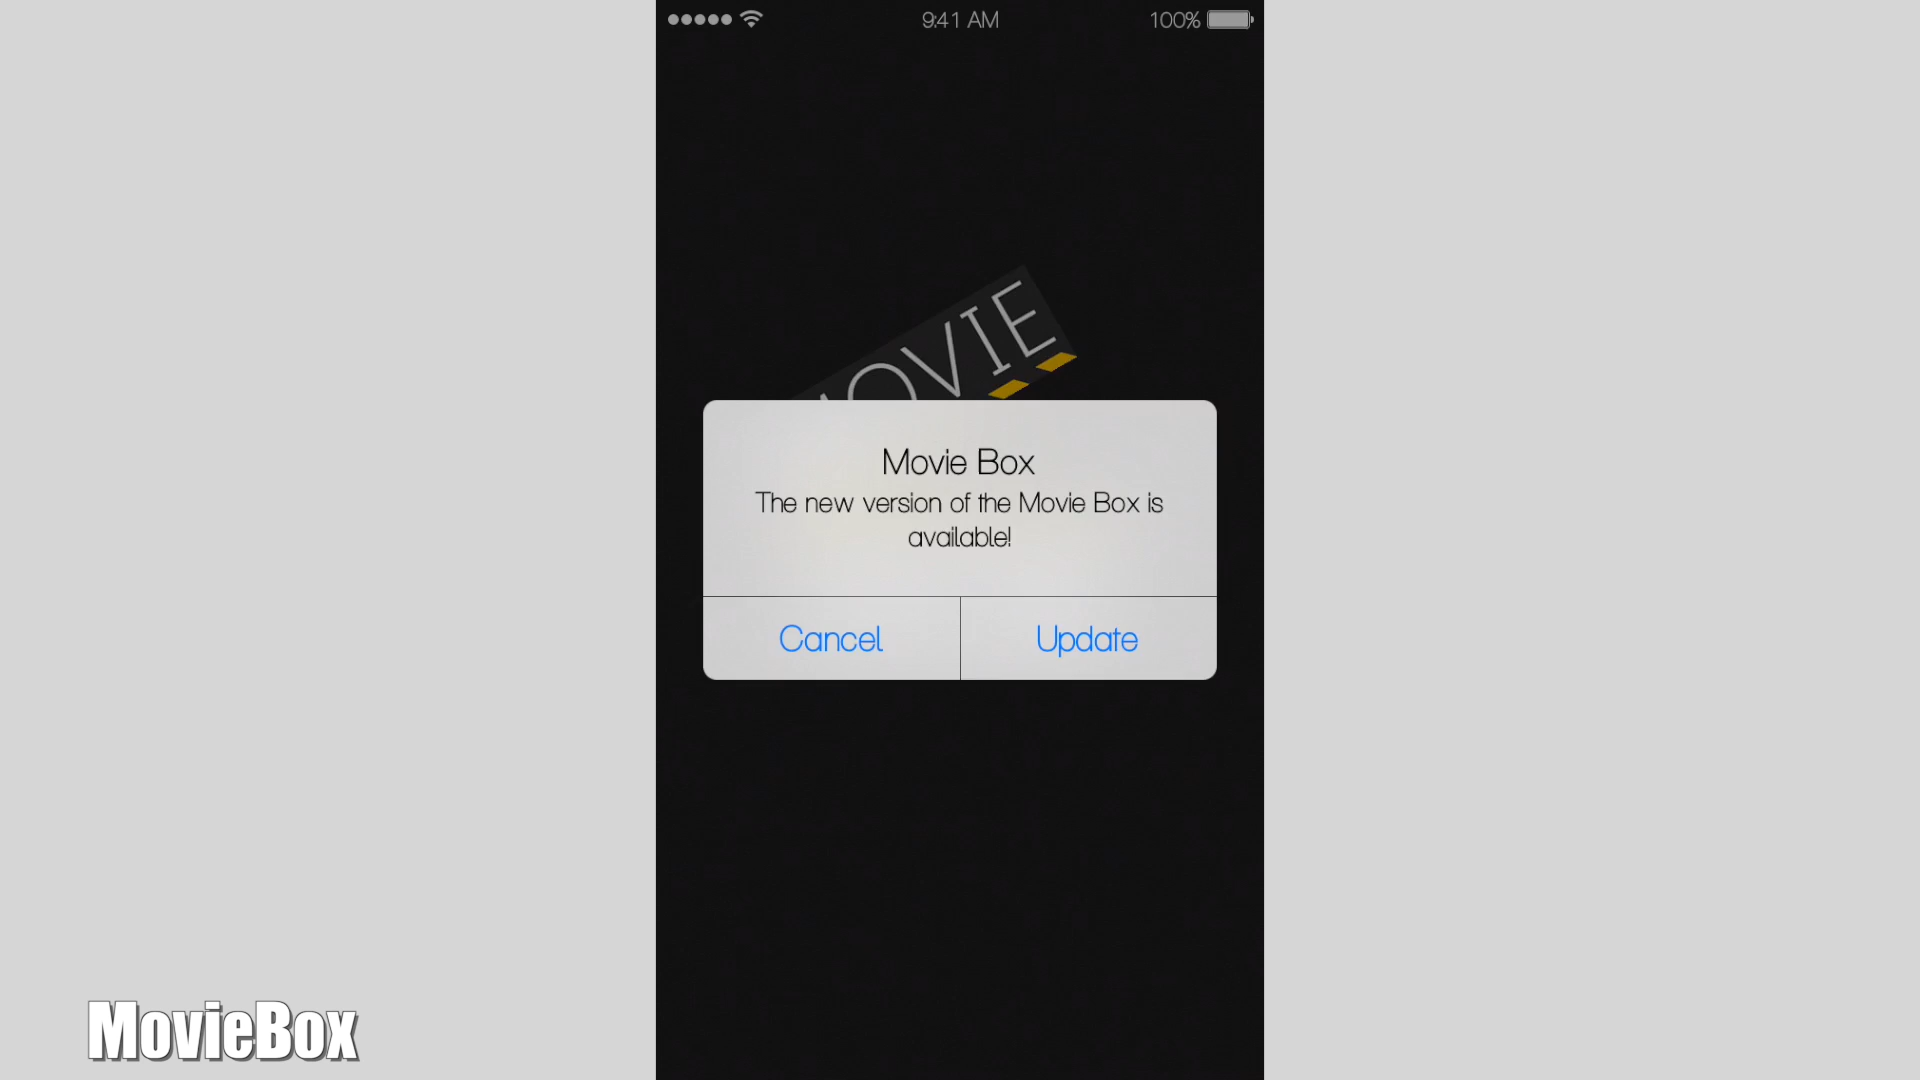 9:41 AM
100%
OVIE
Movie Box
The new version of the Movie Box is
available!
Cancel
Update
MovieBox